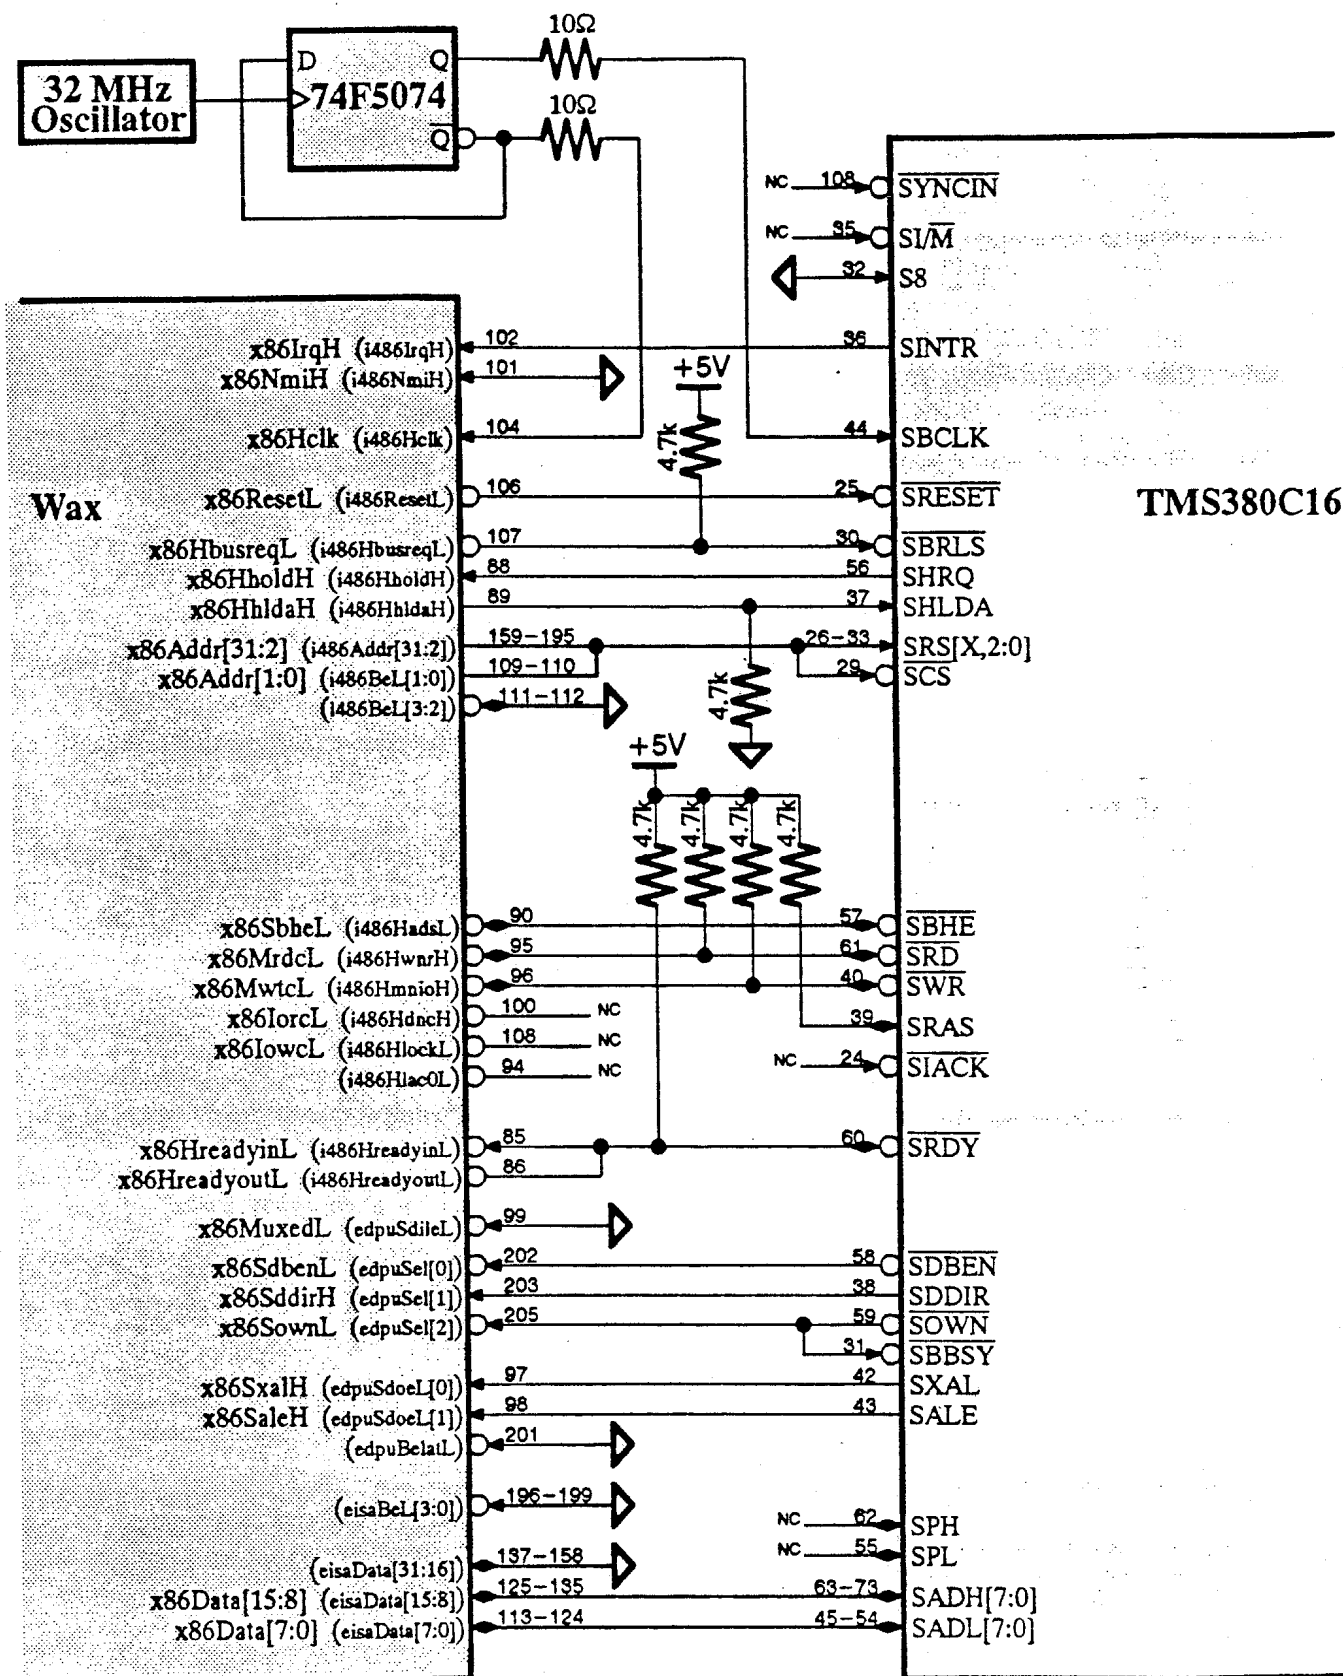 10Ω
D Q
32 MHz
Oscillator
74F5074
10Ω
Q
NC 108 SYNCIN
NC 35 SI/M
32 S8
x86IrqH (i486IrqH) 102 36 SINTR
x86NmiH (i486NmiH) 101
+5V
4.7k
x86Hclk (i486Hclk) 104 44 SBCLK
Wax
TMS380C16
x86ResetL (i486ResetL) 106 25 SRESET
x86HbusreqL (i486HbusreqL) 107 30 SBRLS
x86HholdH (i486HholdH) 88 56 SHRQ
x86HhldaH (i486HhldaH) 89 37 SHLDA
x86Addr[31:2] (i486Addr[31:2]) 159-195 26-33 SRS[X,2:0]
x86Addr[1:0] (i486BeL[1:0]) 109-110 29 SCS
(i486BeL[3:2]) 111-112
4.7k
+5V
4.7k 4.7k 4.7k 4.7k
x86SbheL (i486HadsL) 90 57 SBHE
x86MrdcL (i486HwnrH) 95 61 SRD
x86MwtcL (i486HmnioH) 96 40 SWR
x86IorcL (i486HdncH) 100 NC
39 SRAS
x86IowcL (i486HlockL) 108 NC
NC 24 SIACK
(i486Hlac0L) 94 NC
x86HreadyinL (i486HreadyinL) 85 60 SRDY
x86HreadyoutL (i486HreadyoutL) 86
x86MuxedL (edpuSdileL) 99
x86SdbenL (edpuSel[0]) 202 58 SDBEN
x86SddirH (edpuSel[1]) 203 38 SDDIR
x86SownL (edpuSel[2]) 205 59 SOWN
31 SBBSY
x86SxalH (edpuSdoeL[0]) 97 42 SXAL
x86SaleH (edpuSdoeL[1]) 98 43 SALE
(edpuBelatL) 201
(eisaBeL[3:0]) 196-199
NC 62 SPH
NC 55 SPL
(eisaData[31:16]) 137-158
x86Data[15:8] (eisaData[15:8]) 125-135 63-73 SADH[7:0]
x86Data[7:0] (eisaData[7:0]) 113-124 45-54 SADL[7:0]